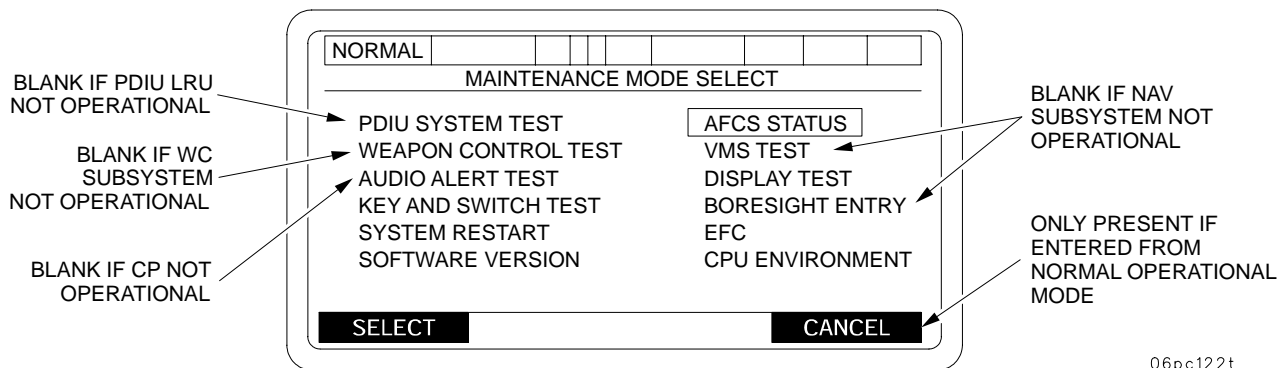 NORMAL
MAINTENANCE MODE SELECT
BLANK IF PDIU LRU
NOT OPERATIONAL
BLANK IF WC
SUBSYSTEM
NOT OPERATIONAL
BLANK IF CP NOT
OPERATIONAL
PDIU SYSTEM TEST
WEAPON CONTROL TEST
AUDIO ALERT TEST
KEY AND SWITCH TEST
SYSTEM RESTART
SOFTWARE VERSION
AFCS STATUS
VMS TEST
DISPLAY TEST
BORESIGHT ENTRY
EFC
CPU ENVIRONMENT
BLANK IF NAV
SUBSYSTEM NOT
OPERATIONAL
ONLY PRESENT IF
ENTERED FROM
NORMAL OPERATIONAL
MODE
SELECT
CANCEL
06pc122t